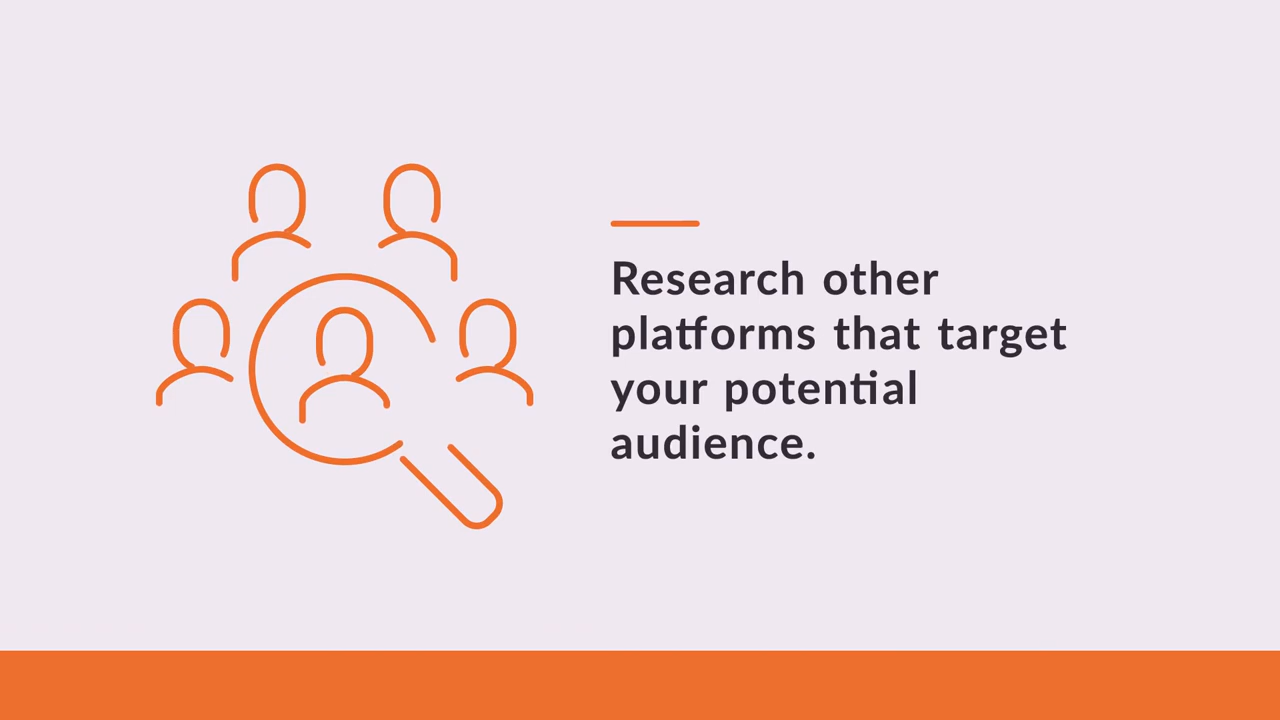 Research other
platforms that target
your potential
audience.